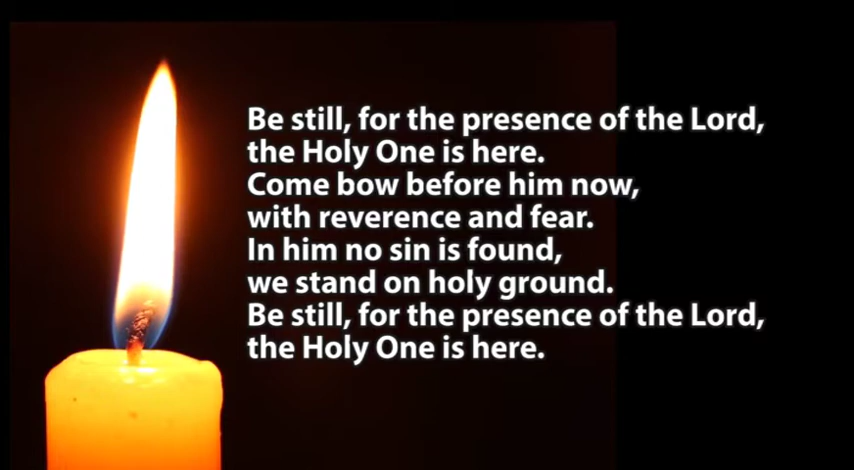 Be still, for the presence of the Lord,
the Holy One is here.
Come bow before him now,
with reverence and fear.
In him no sin is found,
we stand on holy ground.
Be still, for the presence of the Lord,
the Holy One is here.